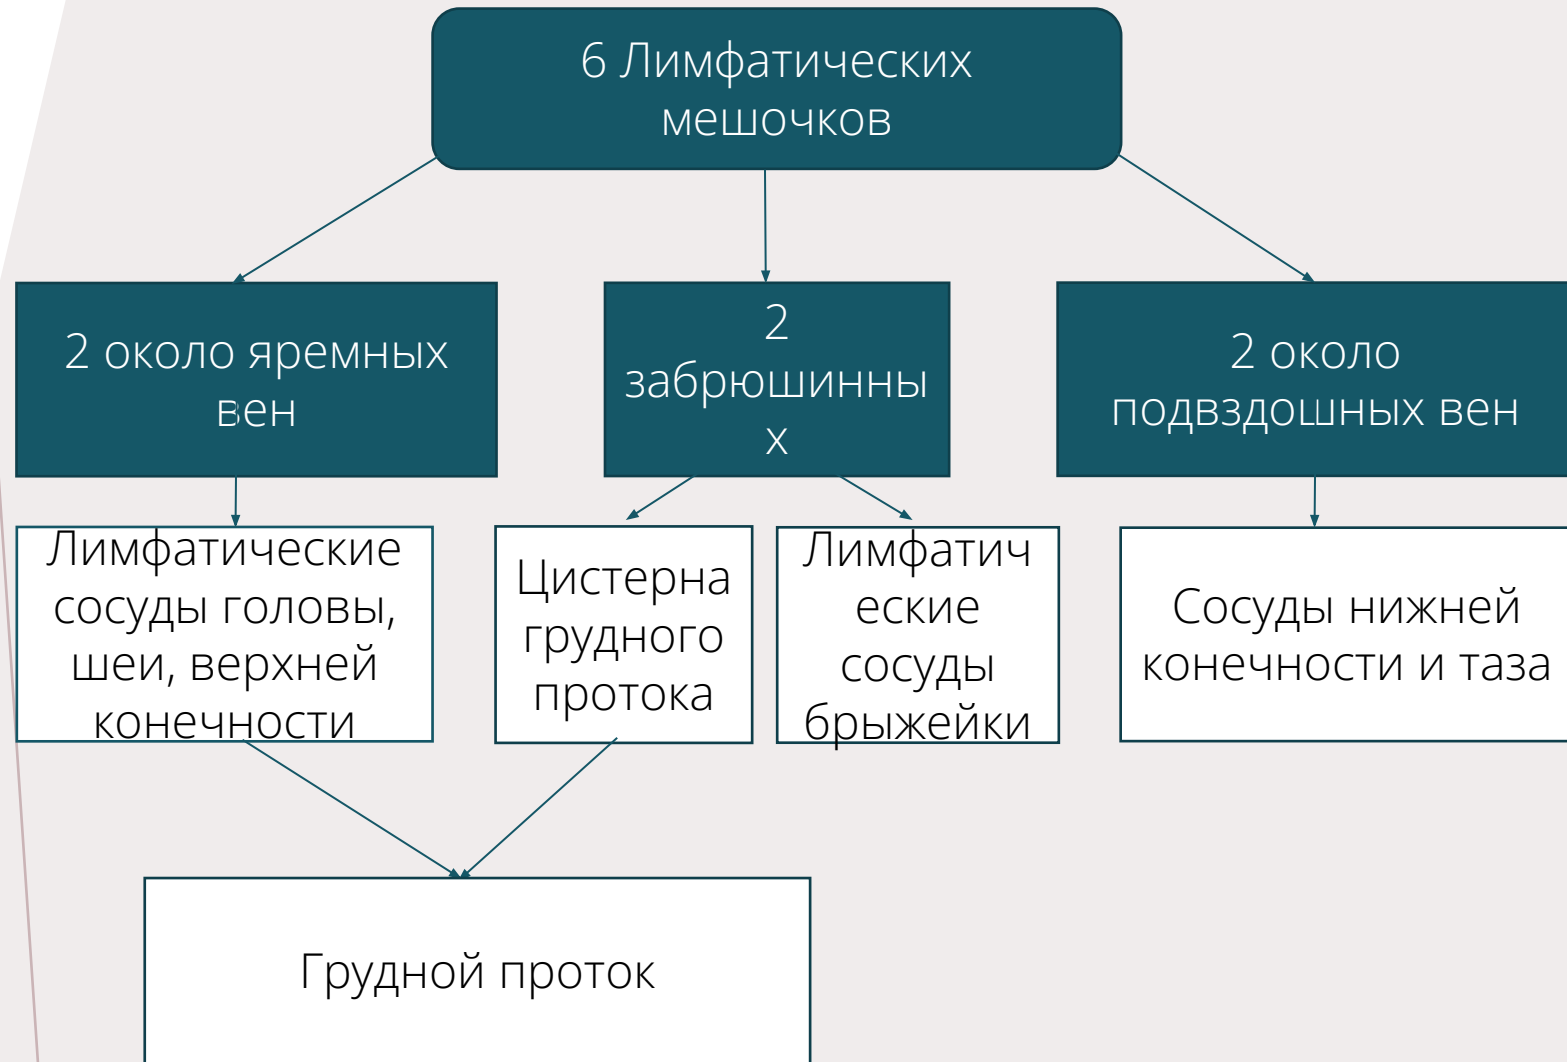 6 Лимфатических
мешочков
2 около яремных
вен
2
забрюшинны
х
2 около
подвздошных вен
Лимфатические
сосуды головы,
шеи, верхней
конечности
Цистерна
грудного
протока
Лимфатич
еские
сосуды
брыжейки
Сосуды нижней
конечности и таза
Грудной проток